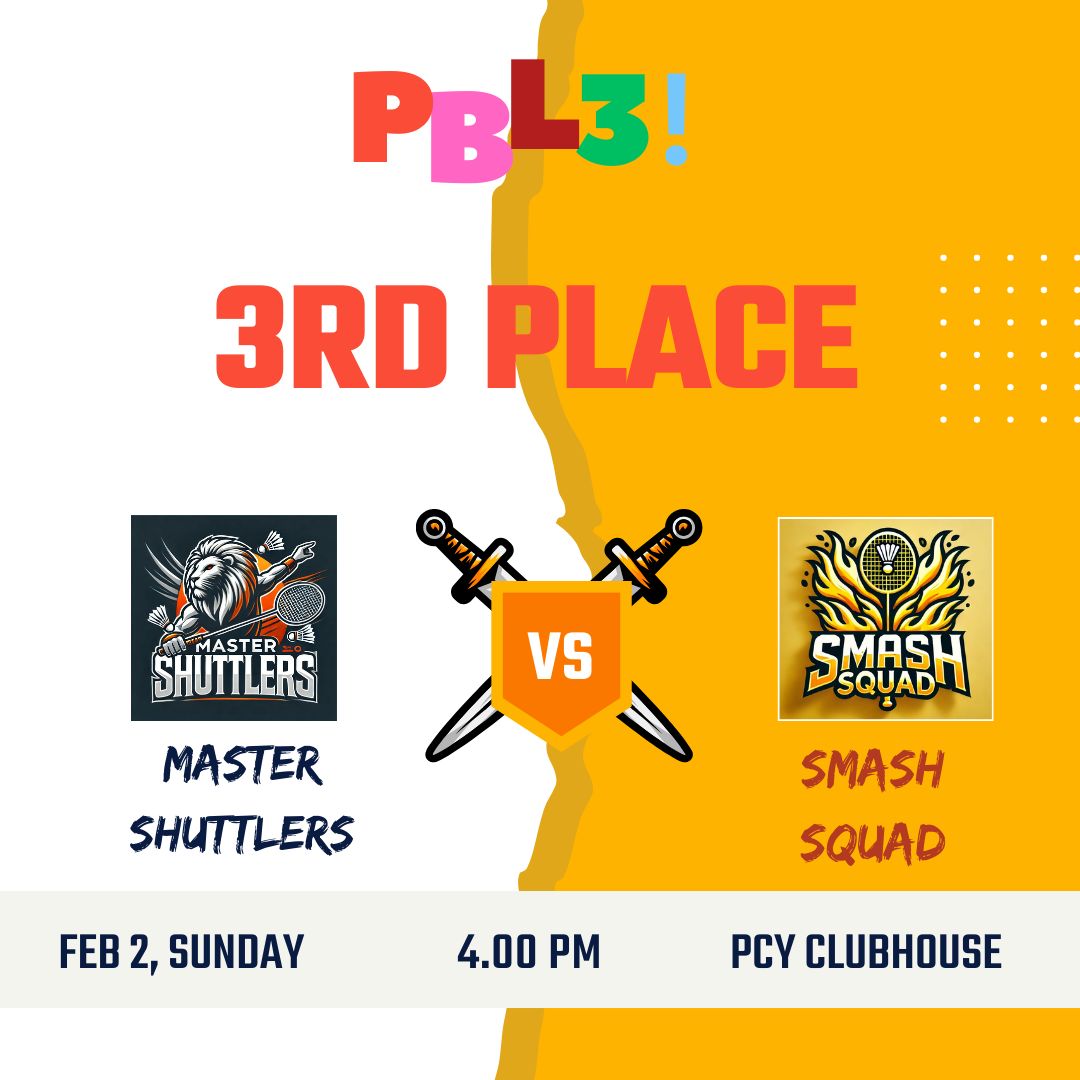 PBL3!
3RD PLACE
MASTER
SHUTTLERS
VS
SMASH
SQUAD
MASTER
SHUTTLERS
SMASH
SQUAD
FEB 2, SUNDAY
4.00 PM
PCY CLUBHOUSE